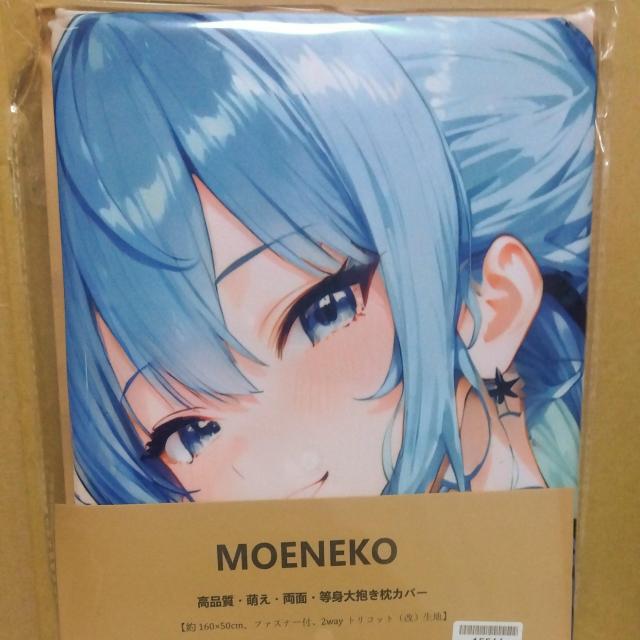 MOENEKO
高品質・萌え・両面・等身大抱き枕カバー
【約 160×50cm、ファスナー付、2way トリコット（改）生地】